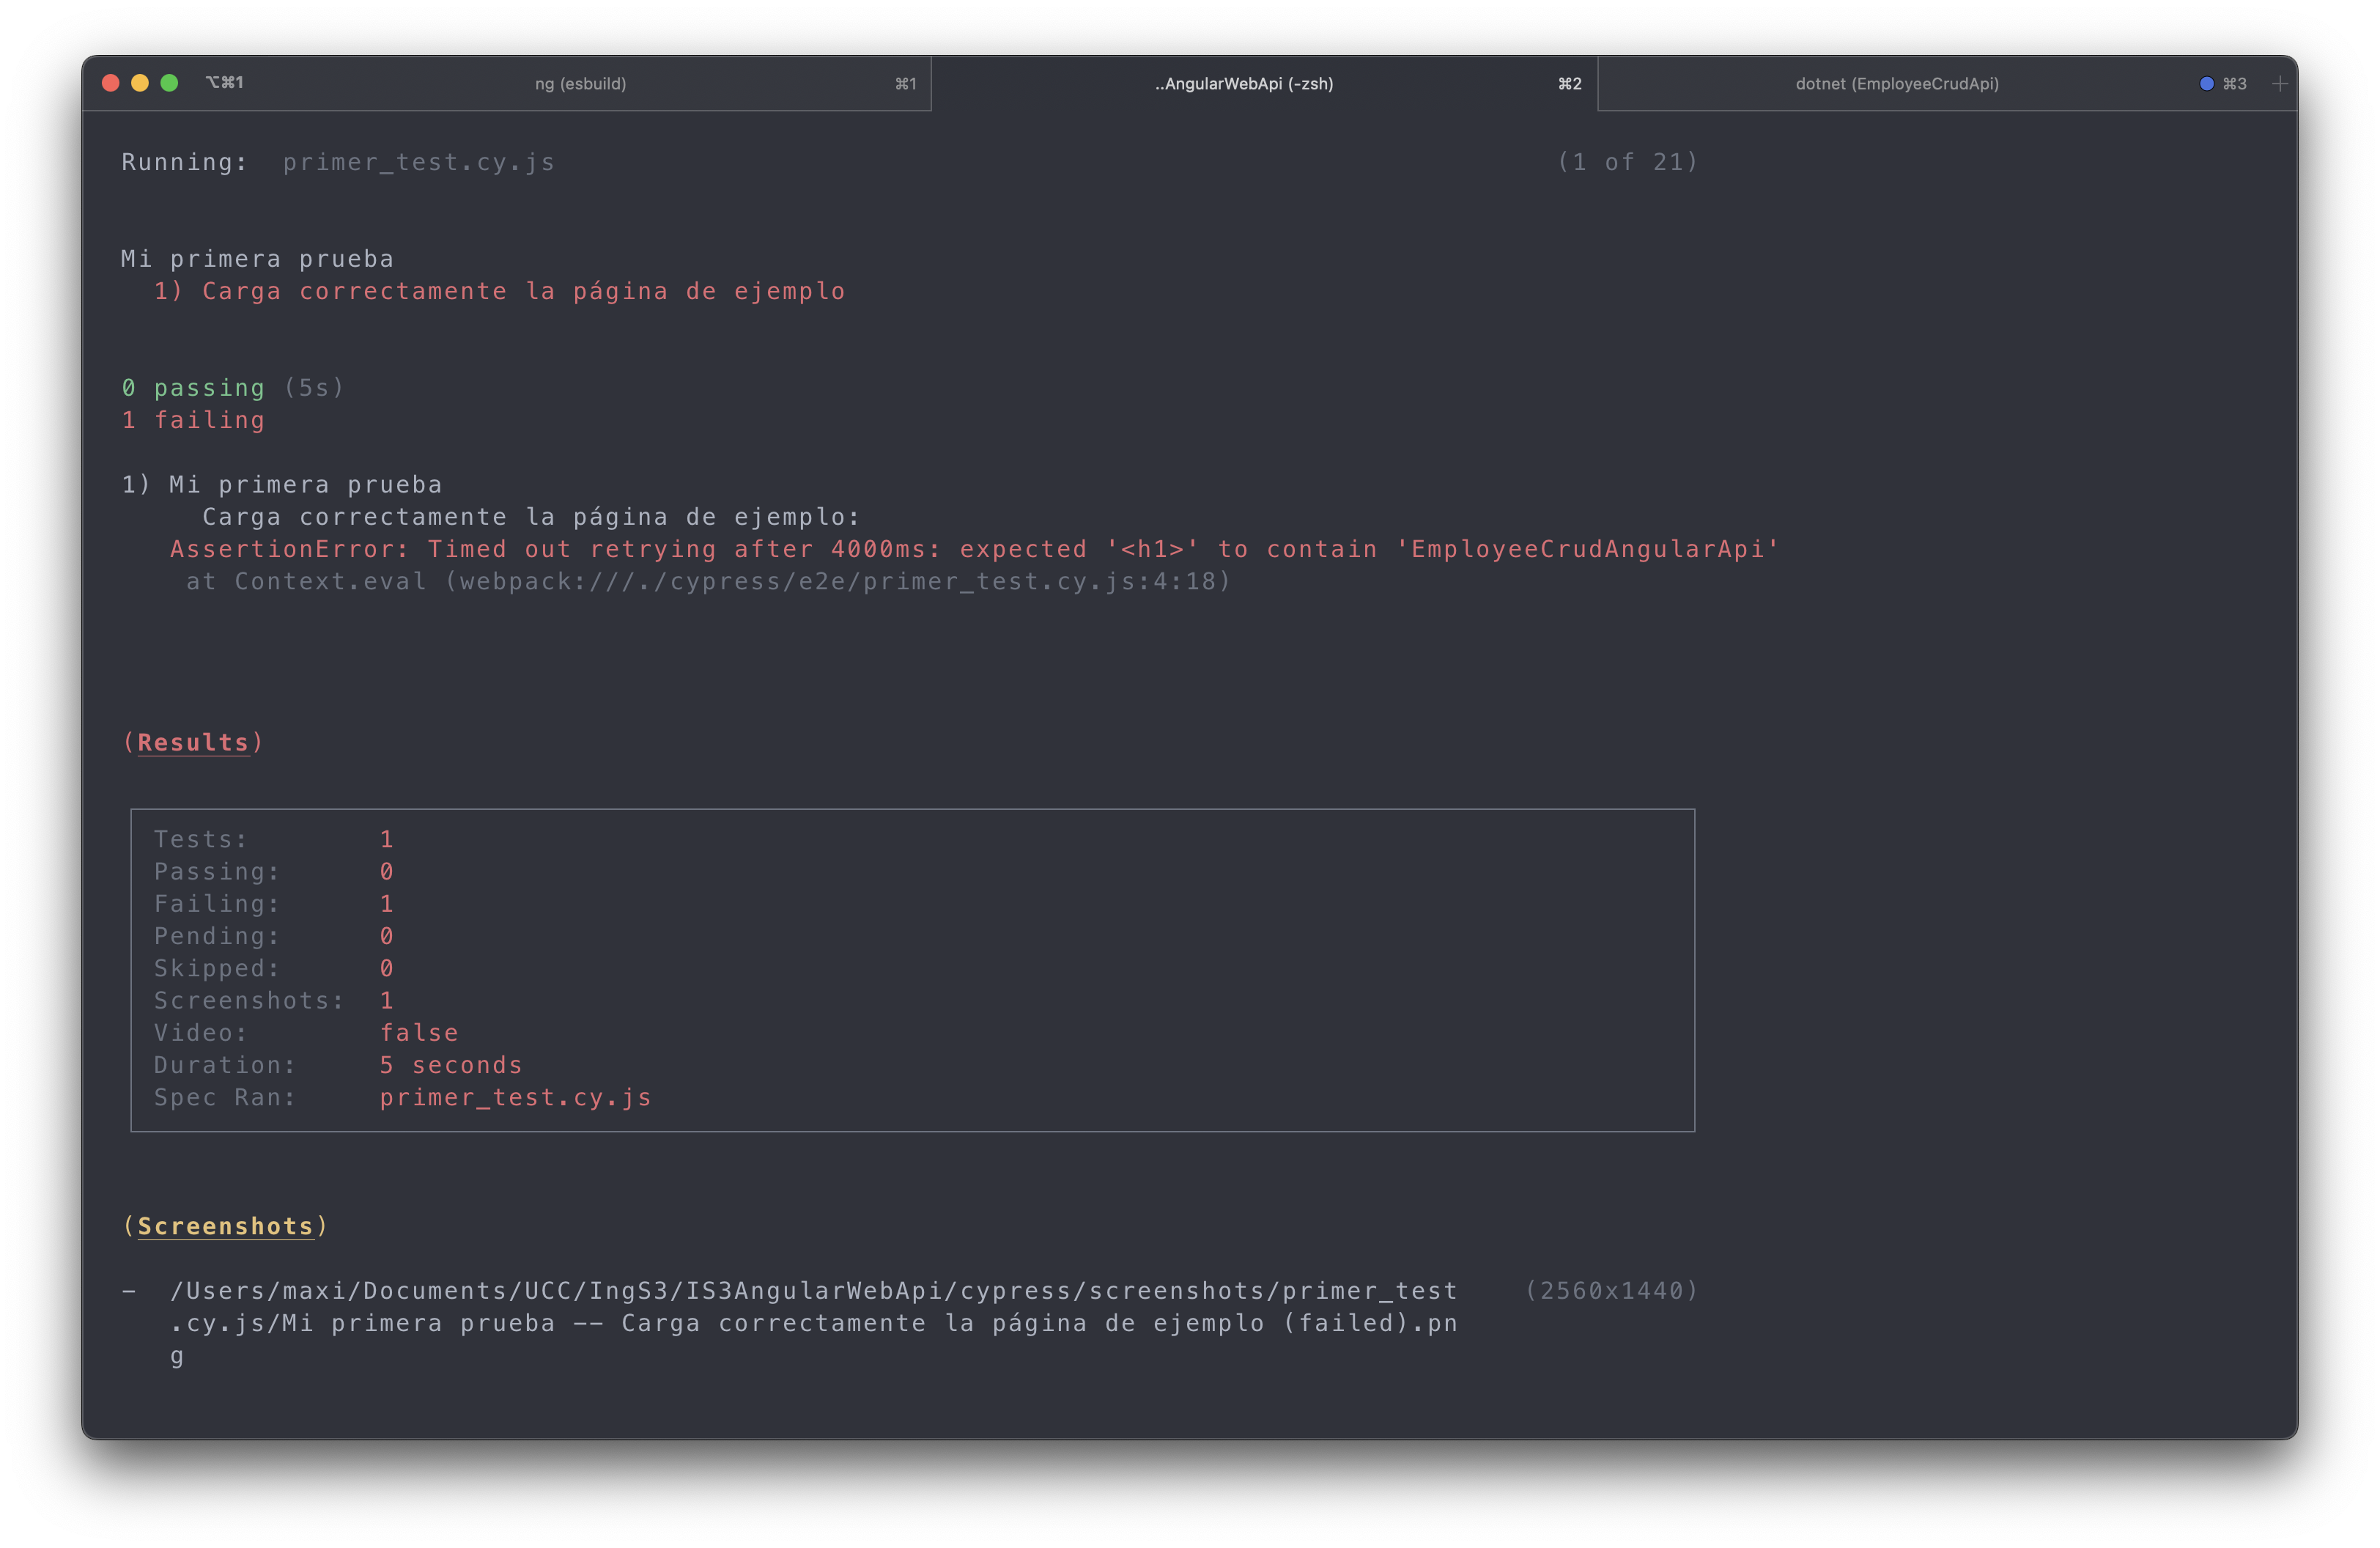 ⌥⌘1 ng (esbuild) ⌘1 ..AngularWebApi (-zsh) ⌘2 dotnet (EmployeeCrudApi) ⌘3 +
Running: primer_test.cy.js (1 of 21)
Mi primera prueba
1) Carga correctamente la página de ejemplo
0 passing (5s)
1 failing
1) Mi primera prueba
Carga correctamente la página de ejemplo:
AssertionError: Timed out retrying after 4000ms: expected '<h1>' to contain 'EmployeeCrudAngularApi'
at Context.eval (webpack:///./cypress/e2e/primer_test.cy.js:4:18)
(Results)
Tests: 1
Passing: 0
Failing: 1
Pending: 0
Skipped: 0
Screenshots: 1
Video: false
Duration: 5 seconds
Spec Ran: primer_test.cy.js
(Screenshots)
- /Users/maxi/Documents/UCC/IngS3/IS3AngularWebApi/cypress/screenshots/primer_test (2560x1440)
.cy.js/Mi primera prueba -- Carga correctamente la página de ejemplo (failed).pn
g